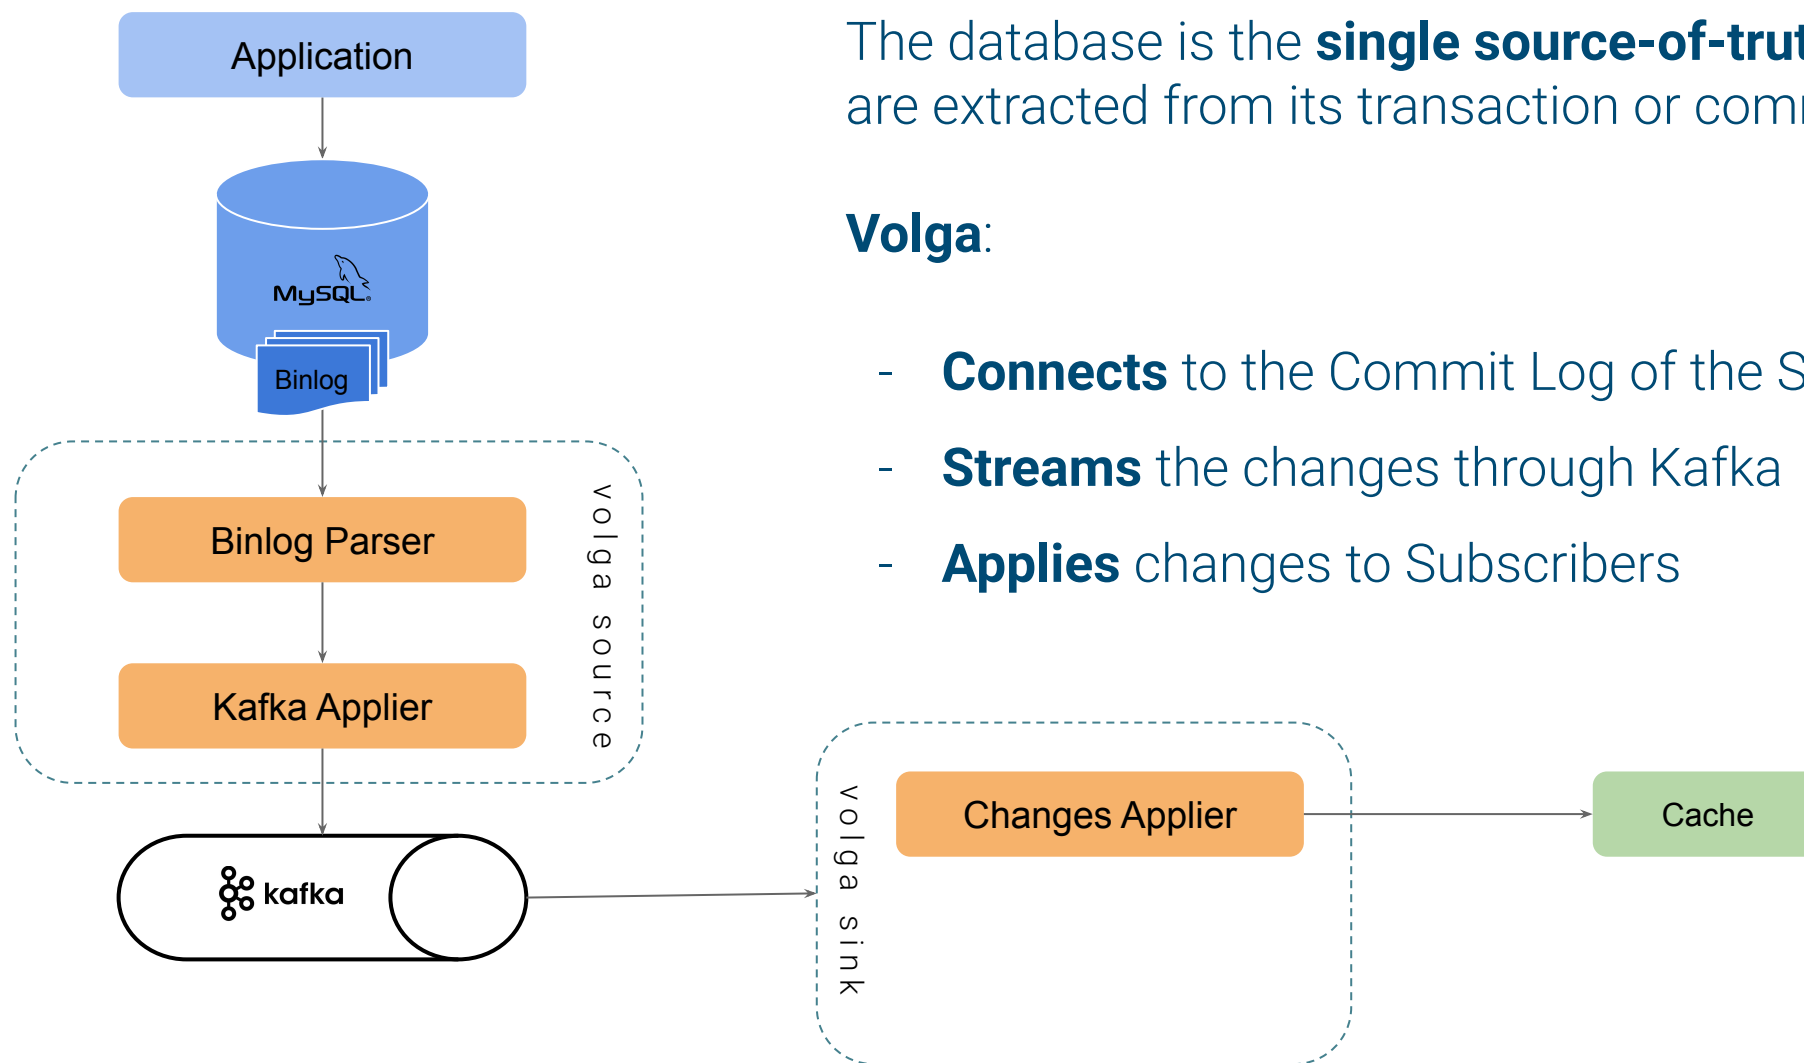 Application
MySQL
Binlog
Binlog Parser
Kafka Applier
volga source
kafka
The database is the single source-of-trut
are extracted from its transaction or com
Volga:
- Connects to the Commit Log of the S
- Streams the changes through Kafka
- Applies changes to Subscribers
volga sink
Changes Applier
Cache